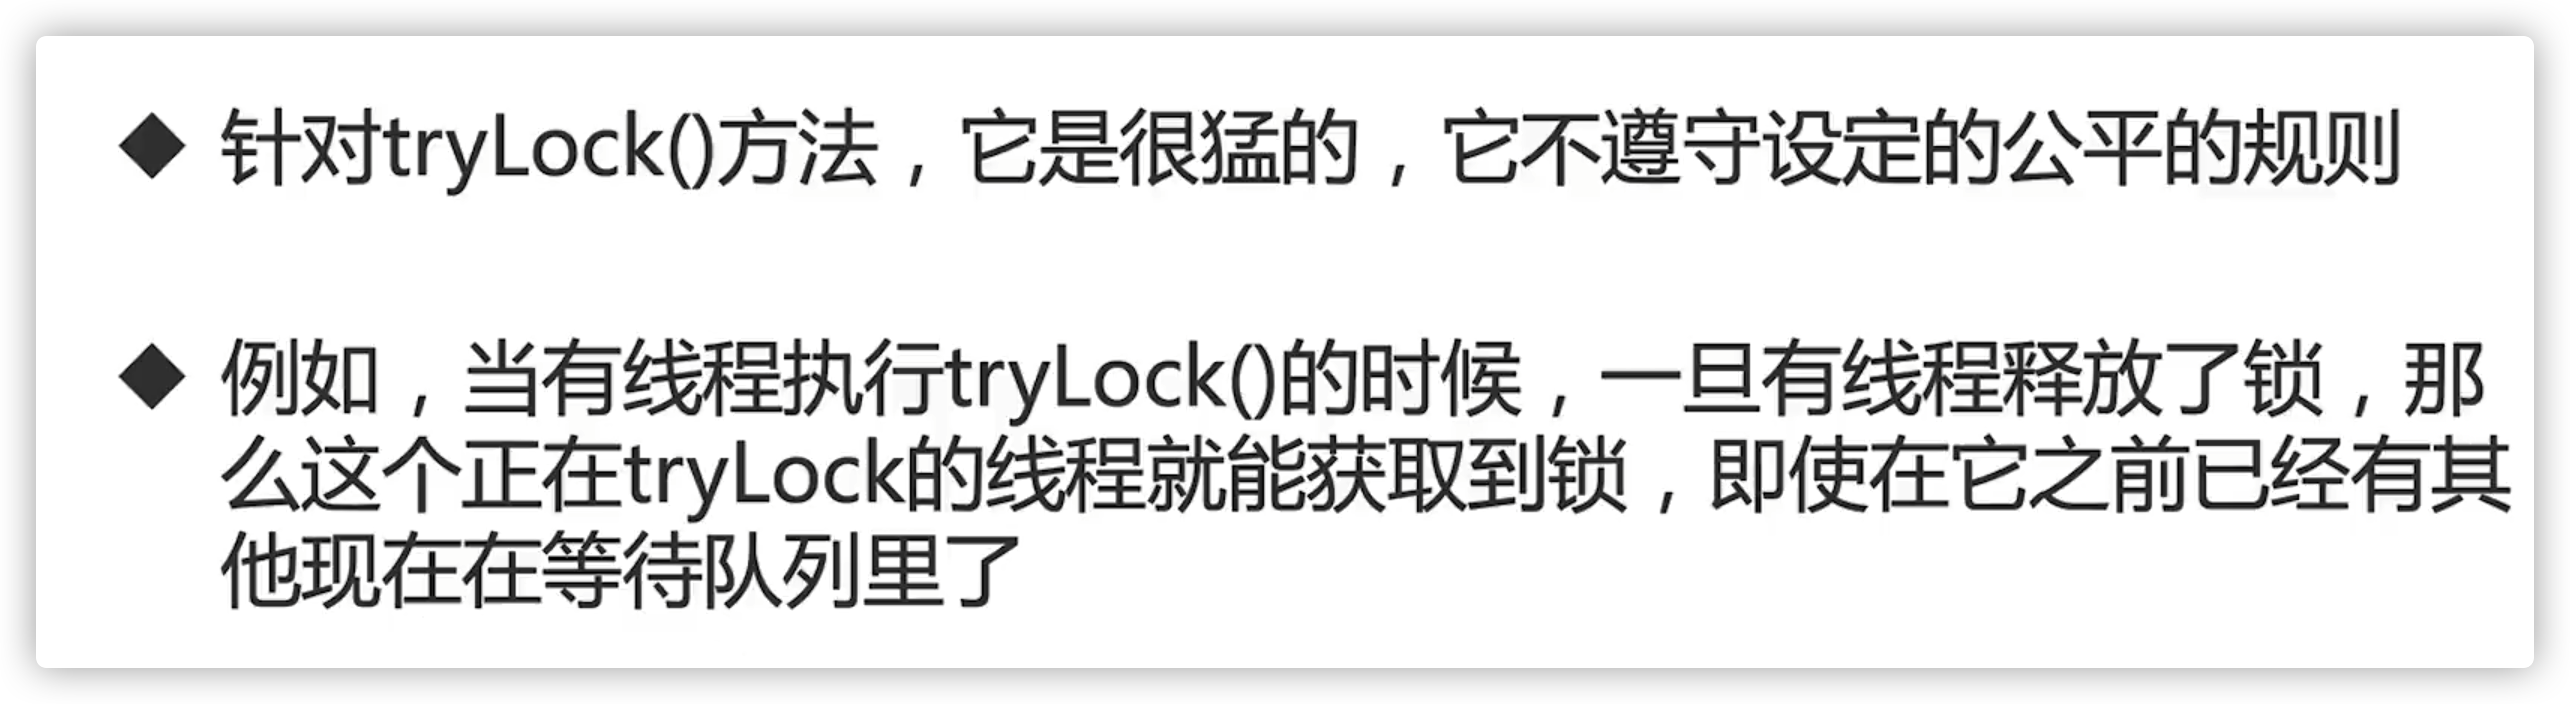 ◆ 针对tryLock()方法，它是很猛的，它不遵守设定的公平的规则
◆ 例如，当有线程执行tryLock()的时候，一旦有线程释放了锁，那
么这个正在tryLock的线程就能获取到锁，即使在它之前已经有其
他现在在等待队列里了